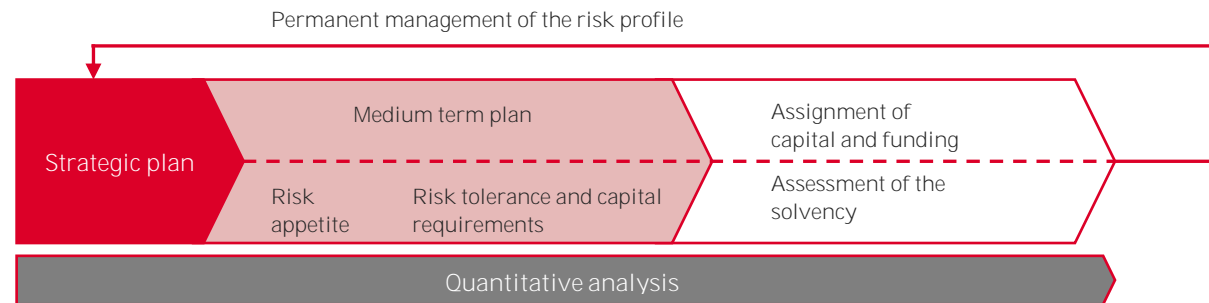 Permanent management of the risk profile
Strategic plan
Medium term plan
Risk
appetite
Risk tolerance and capital
requirements
Assignment of
capital and funding
Assessment of the
solvency
Quantitative analysis